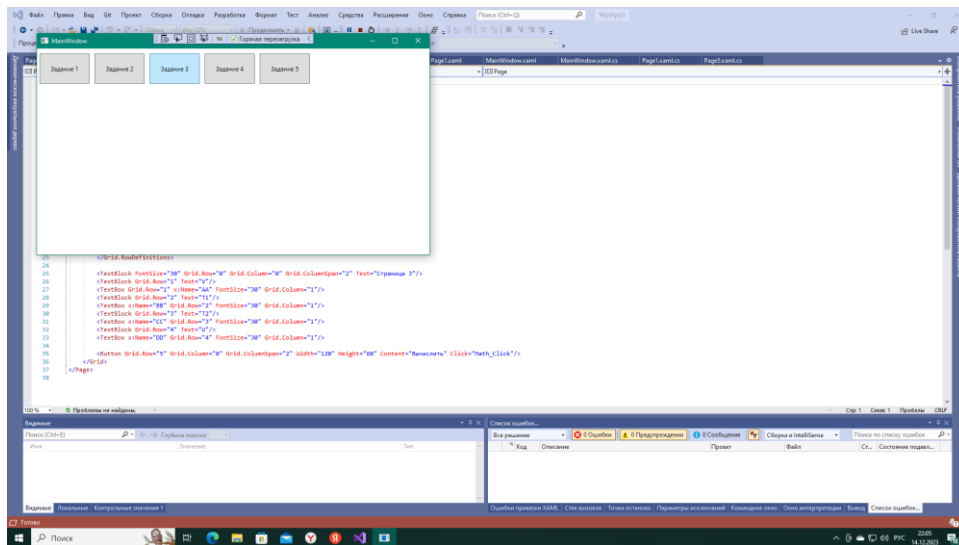 Файл Правка Вид Git Проект Сборка Отладка Разработка Формат Тест Анализ Средства Расширения Окно Справка Поиск (Ctrl+Q) WpfApp3
Live Share
MainWindow Горячая перезагрузка
Page1.xaml MainWindow.xaml MainWindow.xaml.cs Page1.xaml.cs Page5.xaml.cs
Page
Задание 1 Задание 2 Задание 3 Задание 4 Задание 5
23 </Grid.RowDefinitions>
24
25 <TextBlock FontSize="30" Grid.Row="0" Grid.Column="0" Grid.ColumnSpan="2" Text="Страница 3"/>
26 <TextBlock Grid.Row="1" Text="V"/>
27 <TextBox Grid.Row="1" x:Name="AA" FontSize="30" Grid.Column="1"/>
28 <TextBlock Grid.Row="2" Text="T1"/>
29 <TextBox x:Name="BB" Grid.Row="2" FontSize="30" Grid.Column="1"/>
30 <TextBlock Grid.Row="3" Text="T2"/>
31 <TextBox x:Name="CC" Grid.Row="3" FontSize="30" Grid.Column="1"/>
32 <TextBlock Grid.Row="4" Text="U"/>
33 <TextBox x:Name="DD" Grid.Row="4" FontSize="30" Grid.Column="1"/>
34
35 <Button Grid.Row="5" Grid.Column="0" Grid.ColumnSpan="2" Width="120" Height="60" Content="Вычислить" Click="Math_Click"/>
36 </Grid>
37 </Page>
38
100 % Проблемы не найдены. Стр: 1 Симв: 1 Пробелы CRLF
Видимые Список ошибок...
Поиск (Ctrl+E) Глубина поиска: Все решение 0 Ошибки 0 Предупреждения 0 Сообщения Сборка и IntelliSense Поиск по списку ошибок
Имя Значение Тип Код Описание Проект Файл Ст... Состояние подавл...
Видимые Локальные Контрольные значения 1 Ошибки привязки XAML Стек вызовов Точки останова Параметры исключений Командное окно Окно интерпретации Вывод Список ошибок...
Готово
Поиск РУС 22:05
14.12.2023